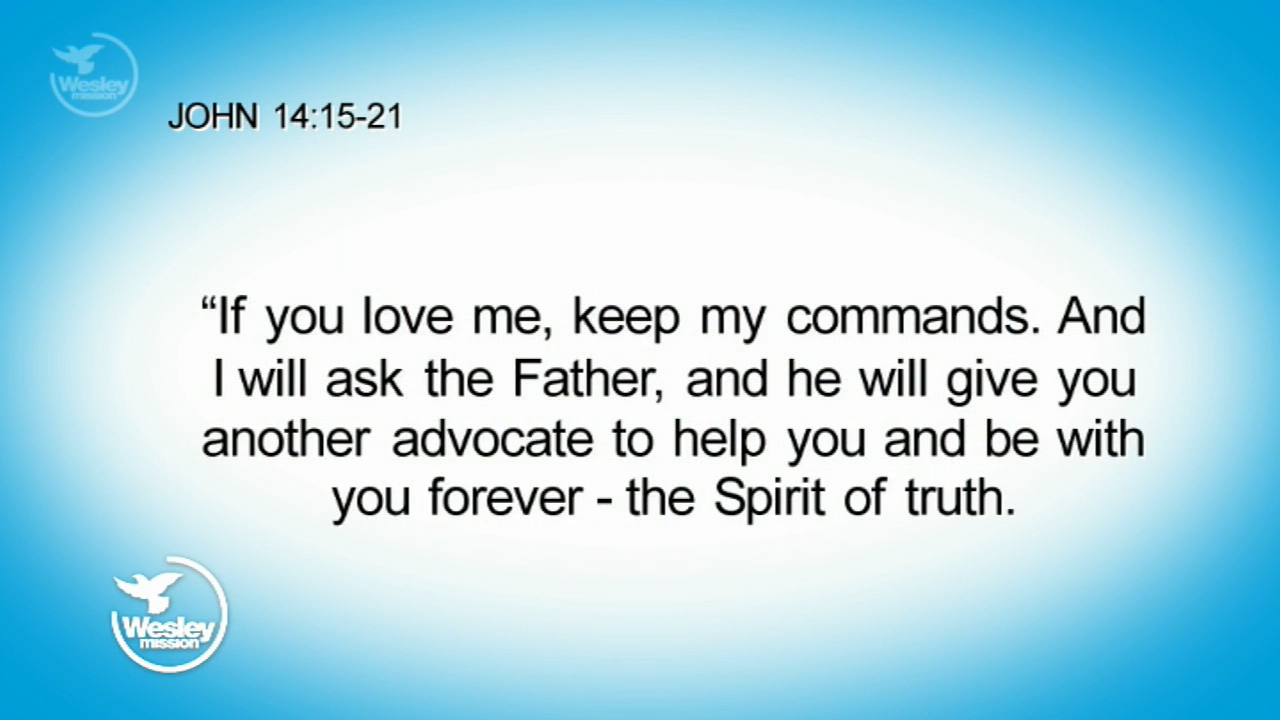 Wesley
mission
JOHN 14:15-21
“If you love me, keep my commands. And
I will ask the Father, and he will give you
another advocate to help you and be with
you forever - the Spirit of truth.
Wesley
mission